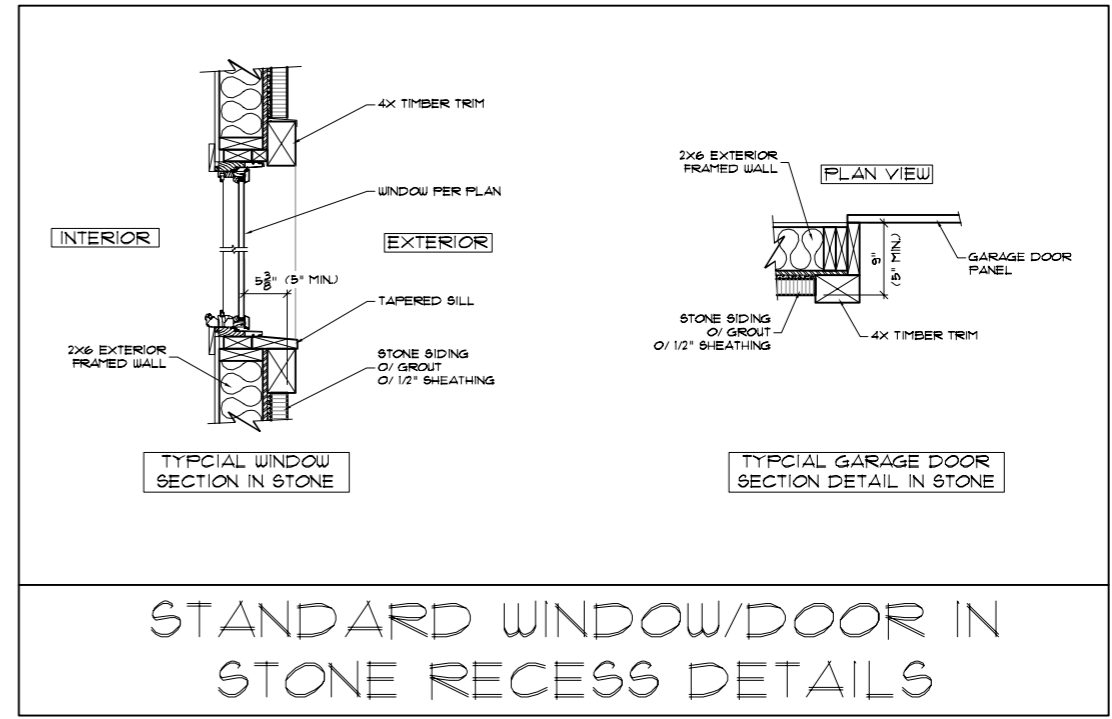 4X TIMBER TRIM
WINDOW PER PLAN
INTERIOR
EXTERIOR
5 3/8" (5" MIN.)
TAPERED SILL
2X6 EXTERIOR
FRAMED WALL
STONE SIDING
O/ GROUT
O/ 1/2" SHEATHING
TYPCIAL WINDOW
SECTION IN STONE
2X6 EXTERIOR
FRAMED WALL
PLAN VIEW
9"
(5" MIN.)
GARAGE DOOR
PANEL
STONE SIDING
O/ GROUT
O/ 1/2" SHEATHING
4X TIMBER TRIM
TYPCIAL GARAGE DOOR
SECTION DETAIL IN STONE
STANDARD WINDOW/DOOR IN
STONE RECESS DETAILS